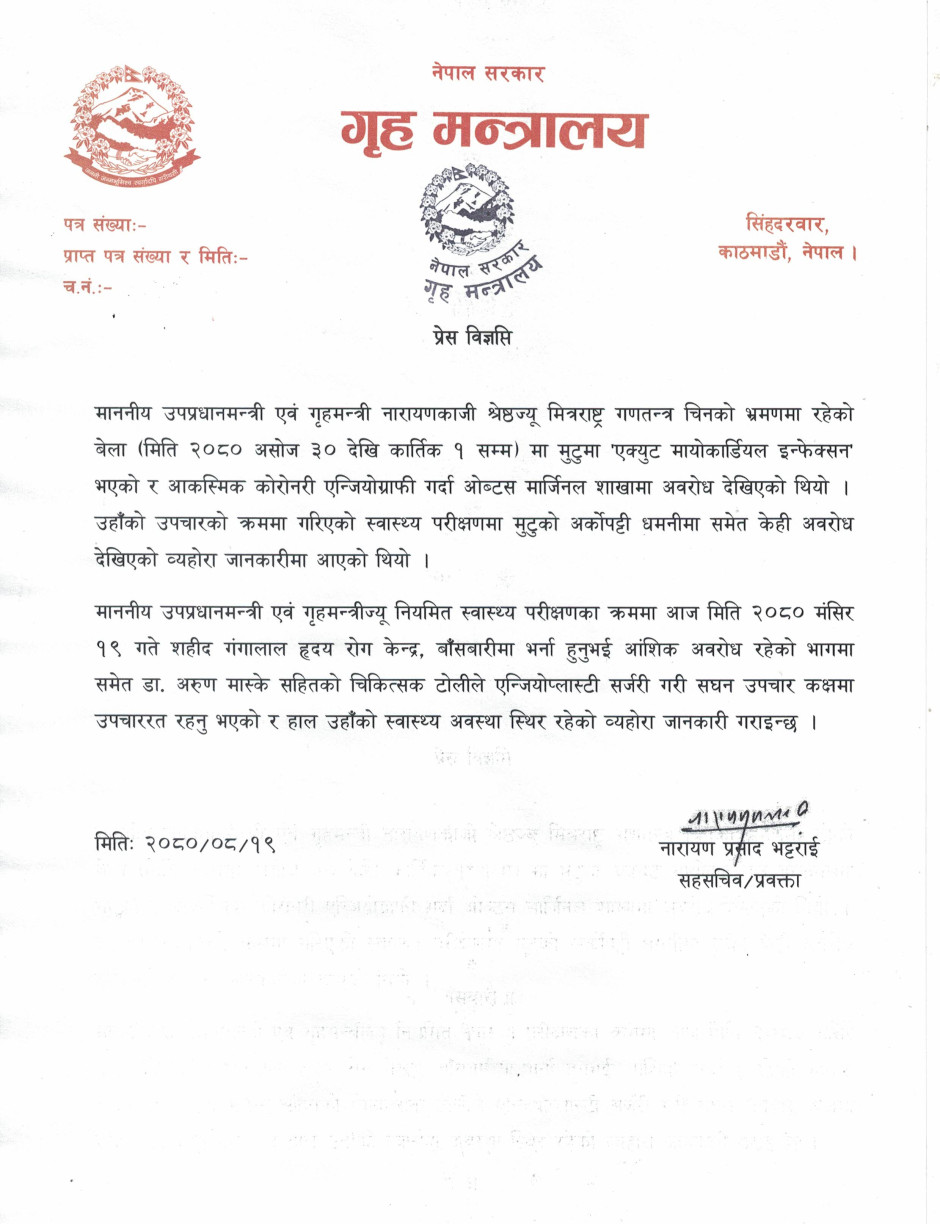 नेपाल सरकार
गृह मन्त्रालय
नेपाल सरकार
गृह मन्त्रालय
पत्र संख्याः-
प्राप्त पत्र संख्या र मितिः-
च.नं.:-
सिंहदरवार,
काठमाडौं, नेपाल ।
प्रेस विज्ञप्ति
माननीय उपप्रधानमन्त्री एवं गृहमन्त्री नारायणकाजी श्रेष्ठज्यू मित्रराष्ट्र गणतन्त्र चिनको भ्रमणमा रहेको
बेला (मिति २०८० असोज ३० देखि कार्तिक १ सम्म) मा मुटुमा 'एक्युट मायोकार्डियल इन्फेक्सन'
भएको र आकस्मिक कोरोनरी एन्जियोग्राफी गर्दा ओब्टस मार्जिनल शाखामा अवरोध देखिएको थियो ।
उहाँको उपचारको क्रममा गरिएको स्वास्थ्य परीक्षणमा मुटुको अर्कोपट्टी धमनीमा समेत केही अवरोध
देखिएको व्यहोरा जानकारीमा आएको थियो ।
माननीय उपप्रधानमन्त्री एवं गृहमन्त्रीज्यू नियमित स्वास्थ्य परीक्षणका क्रममा आज मिति २०८० मंसिर
१९ गते शहीद गंगालाल हृदय रोग केन्द्र, बाँसबारीमा भर्ना हुनुभई आंशिक अवरोध रहेको भागमा
समेत डा. अरुण मास्के सहितको चिकित्सक टोलीले एन्जियोप्लास्टी सर्जरी गरी सघन उपचार कक्षमा
उपचाररत रहनु भएको र हाल उहाँको स्वास्थ्य अवस्था स्थिर रहेको व्यहोरा जानकारी गराइन्छ ।
मितिः २०८०/०८/१९
नारायण प्रसाद भट्टराई
सहसचिव/प्रवक्ता